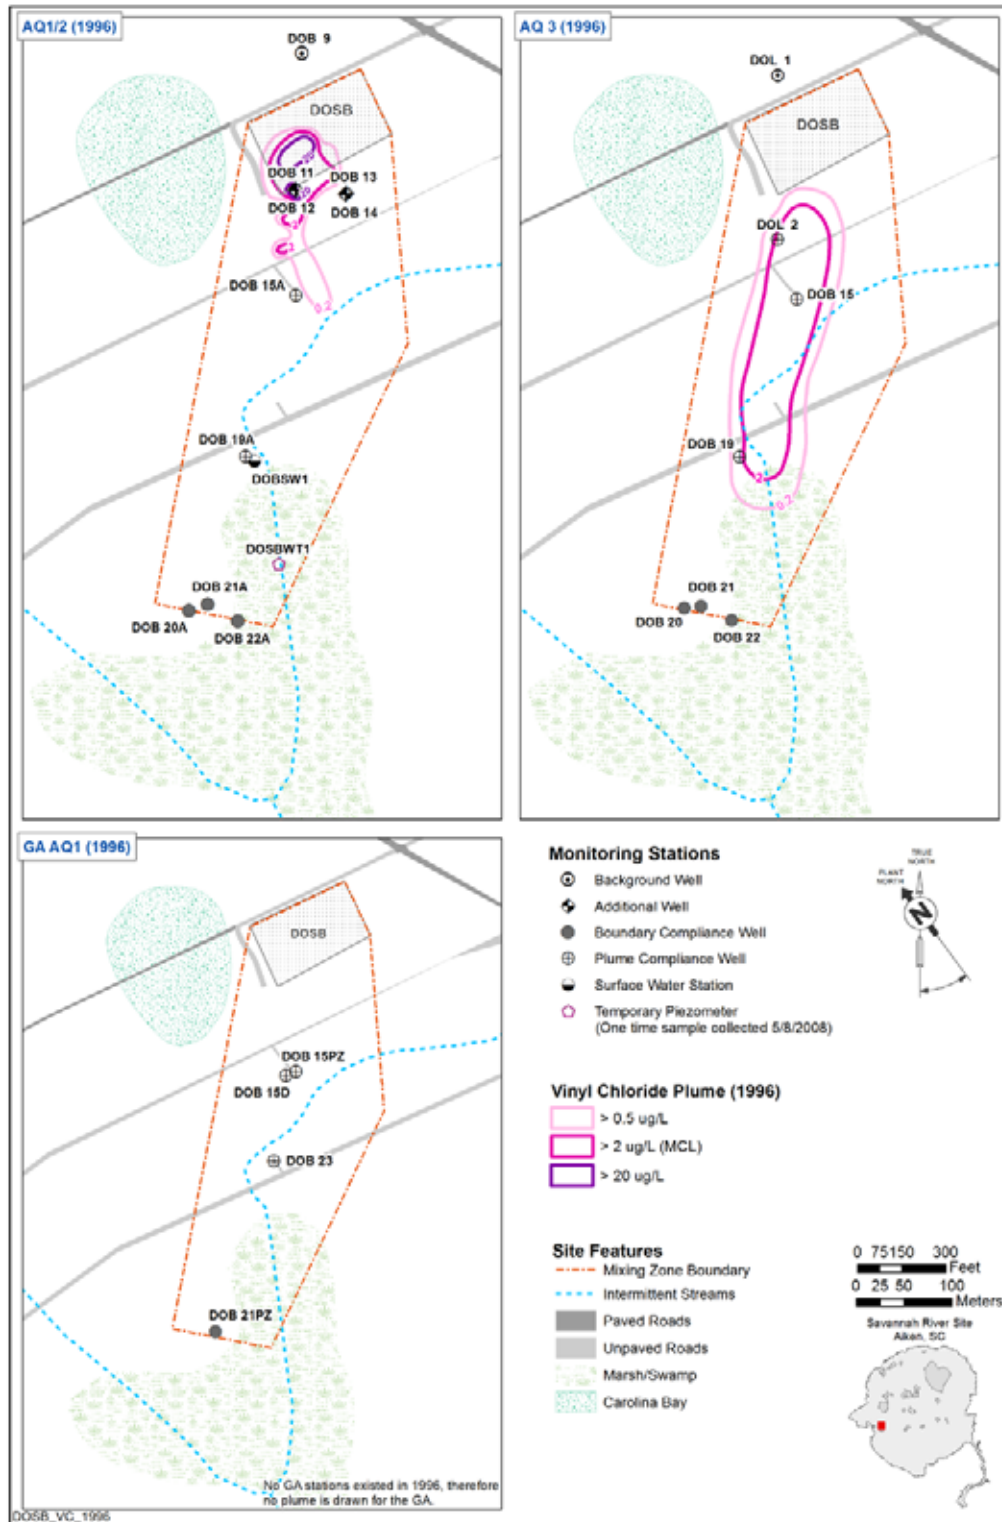 AQ1/2 (1996)
DOB 9
DOSB
20
DOB 11
DOB 13
20
DOB 12
DOB 14
2
2
DOB 15A
0.2
DOB 19A
DOBSW1
DOSBWT1
DOB 21A
DOB 20A
DOB 22A
AQ 3 (1996)
DOL 1
DOSB
DOL 2
DOB 15
DOB 19
2
0.2
DOB 21
DOB 20
DOB 22
GA AQ1 (1996)
DOSB
DOB 15PZ
DOB 15D
DOB 23
DOB 21PZ
No GA stations existed in 1996, therefore
no plume is drawn for the GA.
DOSB_VC_1996
Monitoring Stations
Background Well
Additional Well
Boundary Compliance Well
Plume Compliance Well
Surface Water Station
Temporary Piezometer
(One time sample collected 5/8/2008)
TRUE
NORTH
PLANT
NORTH
N
Vinyl Chloride Plume (1996)
> 0.5 ug/L
> 2 ug/L (MCL)
> 20 ug/L
Site Features
Mixing Zone Boundary
Intermittent Streams
Paved Roads
Unpaved Roads
Marsh/Swamp
Carolina Bay
0 75150 300
Feet
0 25 50 100
Meters
Savannah River Site
Aiken, SC